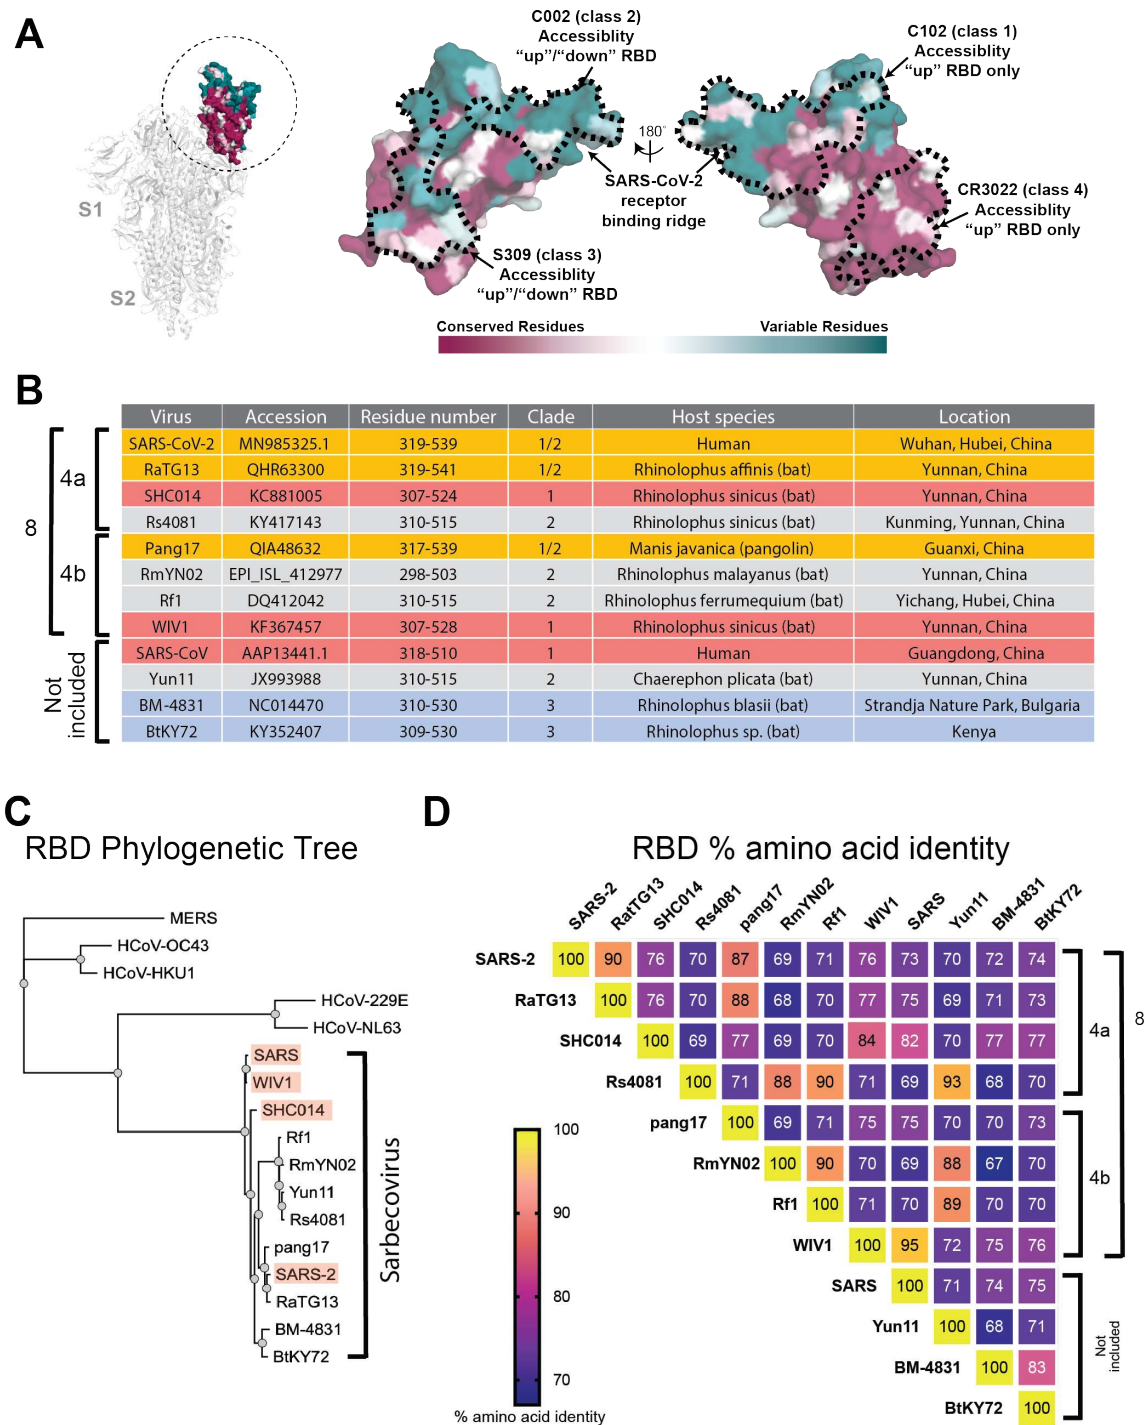 A
S1
S2
C002 (class 2)
Accessiblity
“up”/“down” RBD
C102 (class 1)
Accessiblity
“up” RBD only
180°
SARS-CoV-2
receptor
binding ridge
CR3022 (class 4)
Accessiblity
“up” RBD only
S309 (class 3)
Accessiblity
“up”/“down” RBD
Conserved Residues Variable Residues
B
Virus Accession Residue number Clade Host species Location
SARS-CoV-2 MN985325.1 319-539 1/2 Human Wuhan, Hubei, China
RaTG13 QHR63300 319-541 1/2 Rhinolophus affinis (bat) Yunnan, China
SHC014 KC881005 307-524 1 Rhinolophus sinicus (bat) Yunnan, China
Rs4081 KY417143 310-515 2 Rhinolophus sinicus (bat) Kunming, Yunnan, China
Pang17 QIA48632 317-539 1/2 Manis javanica (pangolin) Guanxi, China
RmYN02 EPI_ISL_412977 298-503 2 Rhinolophus malayanus (bat) Yunnan, China
Rf1 DQ412042 310-515 2 Rhinolophus ferrumequium (bat) Yichang, Hubei, China
WIV1 KF367457 307-528 1 Rhinolophus sinicus (bat) Yunnan, China
SARS-CoV AAP13441.1 318-510 1 Human Guangdong, China
Yun11 JX993988 310-515 2 Chaerephon plicata (bat) Yunnan, China
BM-4831 NC014470 310-530 3 Rhinolophus blasii (bat) Strandja Nature Park, Bulgaria
BtKY72 KY352407 309-530 3 Rhinolophus sp. (bat) Kenya
8
4a
4b
Not
included
C
RBD Phylogenetic Tree
MERS
HCoV-OC43
HCoV-HKU1
HCoV-229E
HCoV-NL63
SARS
WIV1
SHC014
Rf1
RmYN02
Yun11
Rs4081
pang17
SARS-2
RaTG13
BM-4831
BtKY72
Sarbecovirus
D
RBD % amino acid identity
SARS-2 RatTG13 SHC014 Rs4081 pang17 RmYN02 Rf1 WIV1 SARS Yun11 BM-4831 BtKY72
SARS-2 100 90 76 70 87 69 71 76 73 70 72 74
RaTG13 100 76 70 88 68 70 77 75 69 71 73
SHC014 100 69 77 69 70 84 82 70 77 77
Rs4081 100 71 88 90 71 69 93 68 70
pang17 100 69 71 75 75 70 70 73
RmYN02 100 90 70 69 88 67 70
Rf1 100 71 70 89 70 70
WIV1 100 95 72 75 76
SARS 100 71 74 75
Yun11 100 68 71
BM-4831 100 83
BtKY72 100
4a
4b
8
Not
included
100
90
80
70
% amino acid identity